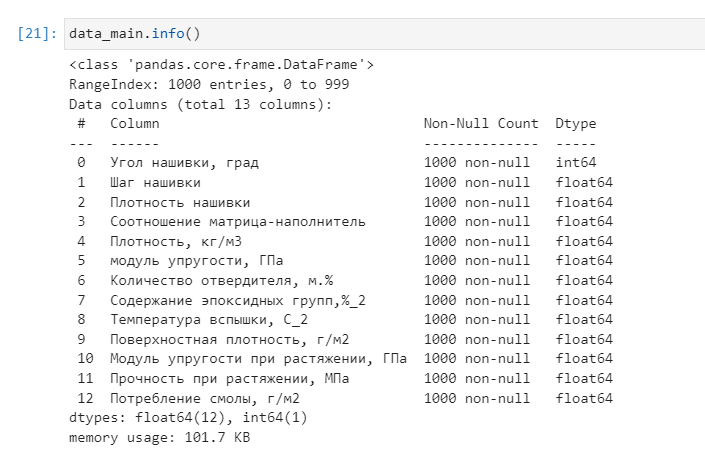 [21]: data_main.info()
<class 'pandas.core.frame.DataFrame'>
RangeIndex: 1000 entries, 0 to 999
Data columns (total 13 columns):
 #   Column                                Non-Null Count  Dtype
---  ------                                --------------  -----
 0   Угол нашивки, град                    1000 non-null   int64
 1   Шаг нашивки                           1000 non-null   float64
 2   Плотность нашивки                     1000 non-null   float64
 3   Соотношение матрица-наполнитель       1000 non-null   float64
 4   Плотность, кг/м3                      1000 non-null   float64
 5   модуль упругости, ГПа                 1000 non-null   float64
 6   Количество отвердителя, м.%           1000 non-null   float64
 7   Содержание эпоксидных групп,%_2       1000 non-null   float64
 8   Температура вспышки, С_2              1000 non-null   float64
 9   Поверхностная плотность, г/м2         1000 non-null   float64
 10  Модуль упругости при растяжении, ГПа  1000 non-null   float64
 11  Прочность при растяжении, МПа         1000 non-null   float64
 12  Потребление смолы, г/м2               1000 non-null   float64
dtypes: float64(12), int64(1)
memory usage: 101.7 KB